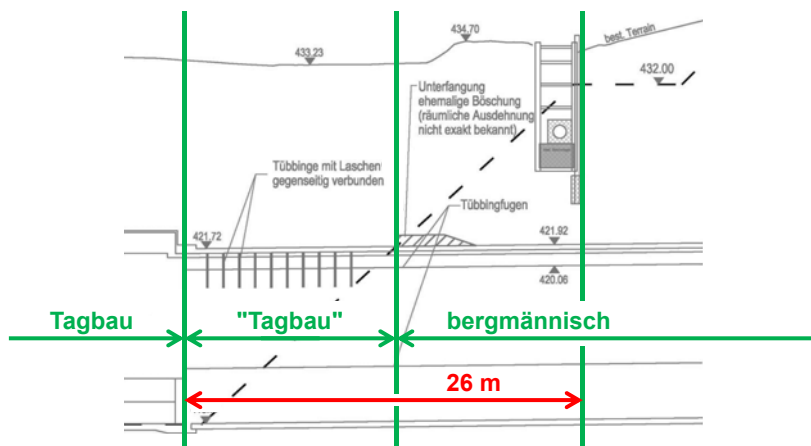 434.70
433.23
best. Terrain
432.00
Unterfangung
ehemalige Böschung
(räumliche Ausdehnung
nicht exakt bekannt)
Tübbinge mit Laschen
gegenseitig verbunden
Tübbingfugen
421.72
421.92
420.06
Tagbau
"Tagbau"
bergmännisch
26 m